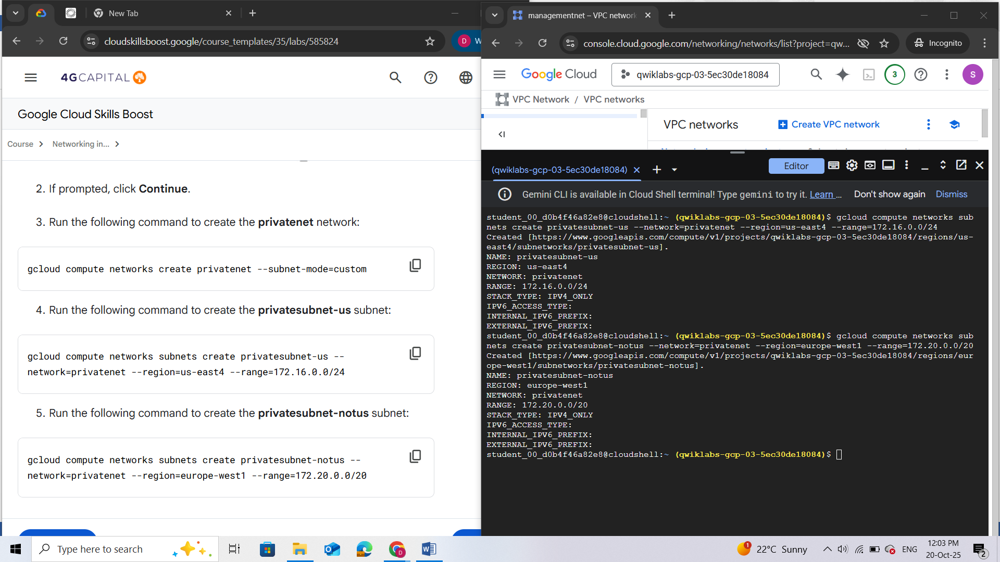 New Tab
cloudskillsboost.google/course_templates/35/labs/585824
D W
4GCAPITAL
Google Cloud Skills Boost
Course
Networking in...
2. If prompted, click Continue.
3. Run the following command to create the privatenet network:
gcloud compute networks create privatenet --subnet-mode=custom
4. Run the following command to create the privatesubnet-us subnet:
gcloud compute networks subnets create privatesubnet-us --
network=privatenet --region=us-east4 --range=172.16.0.0/24
5. Run the following command to create the privatesubnet-notus subnet:
gcloud compute networks subnets create privatesubnet-notus --
network=privatenet --region=europe-west1 --range=172.20.0.0/20
managementnet – VPC network
console.cloud.google.com/networking/networks/list?project=qw...
Incognito
Google Cloud
qwiklabs-gcp-03-5ec30de18084
3
S
VPC Network / VPC networks
VPC networks
Create VPC network
(qwiklabs-gcp-03-5ec30de18084)
Editor
Gemini CLI is available in Cloud Shell terminal! Type gemini to try it. Learn ...
Don't show again
Dismiss
student_00_d0b4f46a82e8@cloudshell:~ (qwiklabs-gcp-03-5ec30de18084)$ gcloud compute networks sub
nets create privatesubnet-us --network=privatenet --region=us-east4 --range=172.16.0.0/24
Created [https://www.googleapis.com/compute/v1/projects/qwiklabs-gcp-03-5ec30de18084/regions/us-
east4/subnetworks/privatesubnet-us].
NAME: privatesubnet-us
REGION: us-east4
NETWORK: privatenet
RANGE: 172.16.0.0/24
STACK_TYPE: IPV4_ONLY
IPV6_ACCESS_TYPE:
INTERNAL_IPV6_PREFIX:
EXTERNAL_IPV6_PREFIX:
student_00_d0b4f46a82e8@cloudshell:~ (qwiklabs-gcp-03-5ec30de18084)$ gcloud compute networks sub
nets create privatesubnet-notus --network=privatenet --region=europe-west1 --range=172.20.0.0/20
Created [https://www.googleapis.com/compute/v1/projects/qwiklabs-gcp-03-5ec30de18084/regions/eur
ope-west1/subnetworks/privatesubnet-notus].
NAME: privatesubnet-notus
REGION: europe-west1
NETWORK: privatenet
RANGE: 172.20.0.0/20
STACK_TYPE: IPV4_ONLY
IPV6_ACCESS_TYPE:
INTERNAL_IPV6_PREFIX:
EXTERNAL_IPV6_PREFIX:
student_00_d0b4f46a82e8@cloudshell:~ (qwiklabs-gcp-03-5ec30de18084)$
Type here to search
1
22°C Sunny
ENG
12:03 PM
20-Oct-25
2